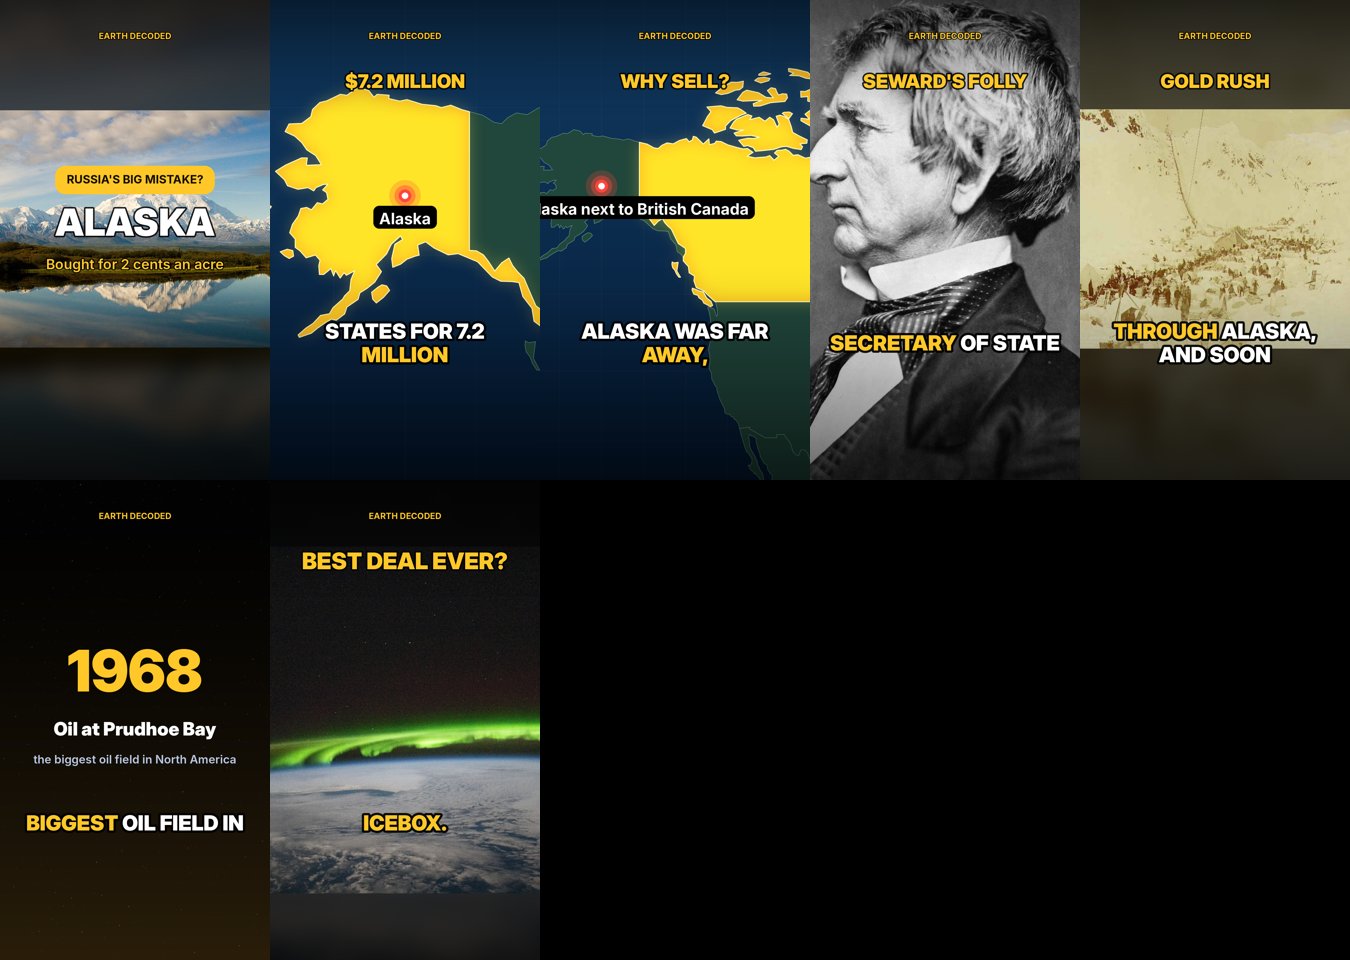 EARTH DECODED
RUSSIA'S BIG MISTAKE?
ALASKA
Bought for 2 cents an acre
EARTH DECODED
$7.2 MILLION
Alaska
STATES FOR 7.2
MILLION
EARTH DECODED
WHY SELL?
aska next to British Canada
ALASKA WAS FAR
AWAY,
EARTH DECODED
SEWARD'S FOLLY
SECRETARY OF STATE
EARTH DECODED
GOLD RUSH
THROUGH ALASKA,
AND SOON
EARTH DECODED
1968
Oil at Prudhoe Bay
the biggest oil field in North America
BIGGEST OIL FIELD IN
EARTH DECODED
BEST DEAL EVER?
ICEBOX.